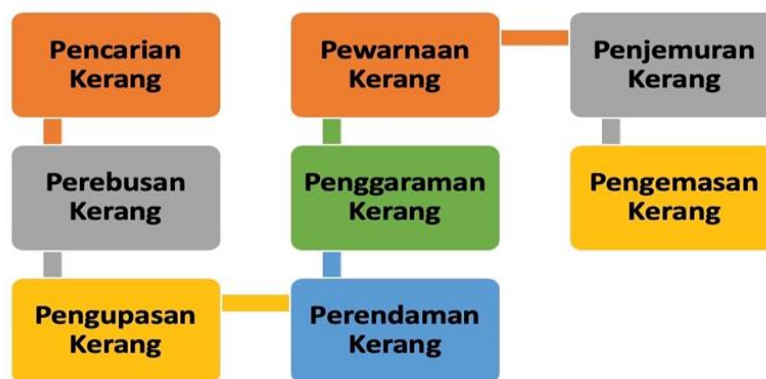 Pencarian
Kerang
Perebusan
Kerang
Pengupasan
Kerang
Perendaman
Kerang
Penggaraman
Kerang
Pewarnaan
Kerang
Penjemuran
Kerang
Pengemasan
Kerang